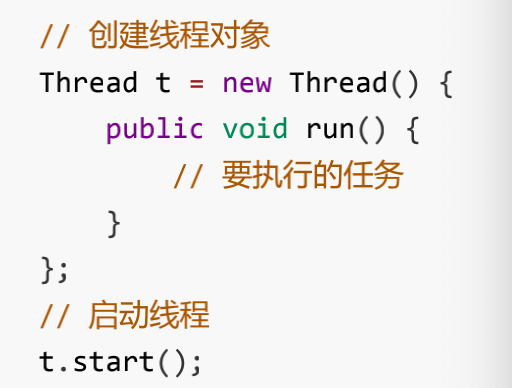 // 创建线程对象
Thread t = new Thread() {
    public void run() {
        // 要执行的任务
    }
};
// 启动线程
t.start();